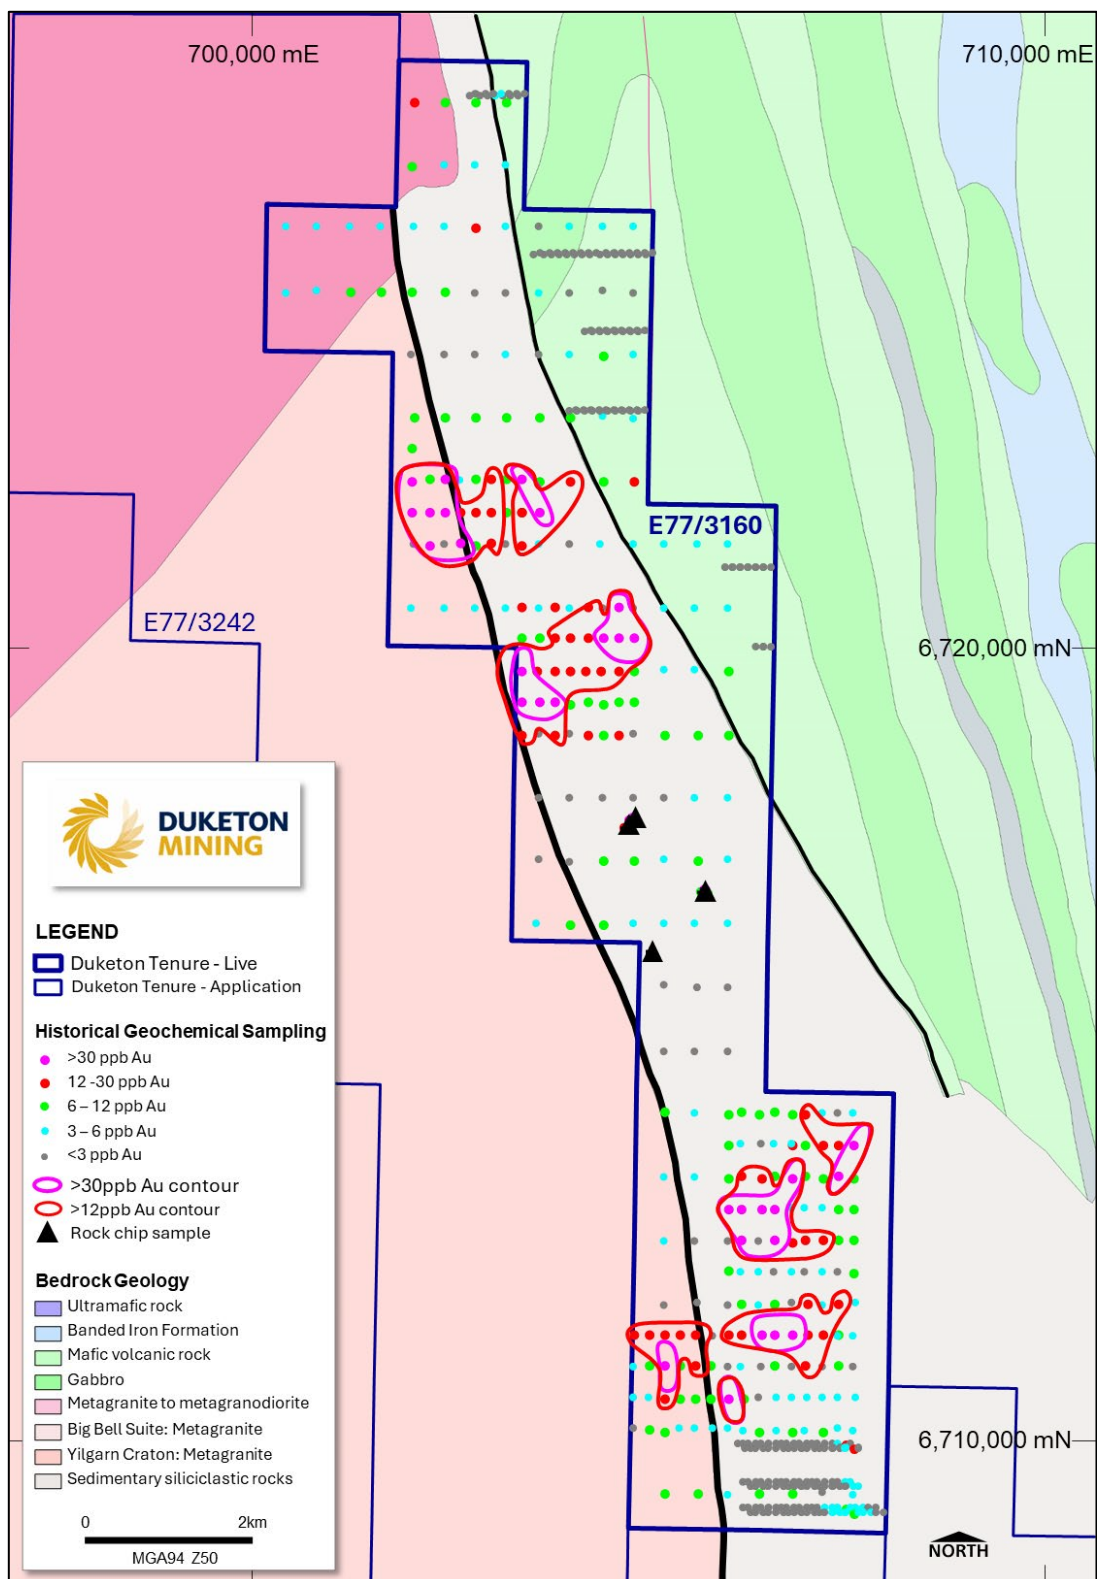 700,000 mE
710,000 mE
E77/3160
E77/3242
6,720,000 mN
DUKETON
MINING
LEGEND
Duketon Tenure - Live
Duketon Tenure - Application
Historical Geochemical Sampling
>30 ppb Au
12 -30 ppb Au
6 – 12 ppb Au
3 – 6 ppb Au
<3 ppb Au
>30ppb Au contour
>12ppb Au contour
Rock chip sample
Bedrock Geology
Ultramafic rock
Banded Iron Formation
Mafic volcanic rock
Gabbro
Metagranite to metagranodiorite
Big Bell Suite: Metagranite
Yilgarn Craton: Metagranite
Sedimentary siliciclastic rocks
6,710,000 mN
0 2km
MGA94 Z50
NORTH